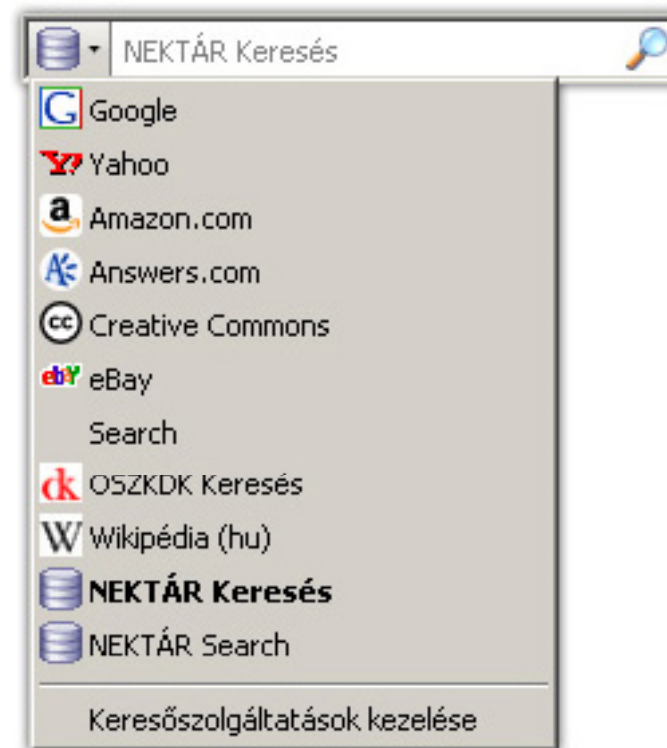 NEKTÁR Keresés
Google
Yahoo
Amazon.com
Answers.com
Creative Commons
eBay
Search
OSZKDK Keresés
Wikipédia (hu)
NEKTÁR Keresés
NEKTÁR Search
Keresőszolgáltatások kezelése